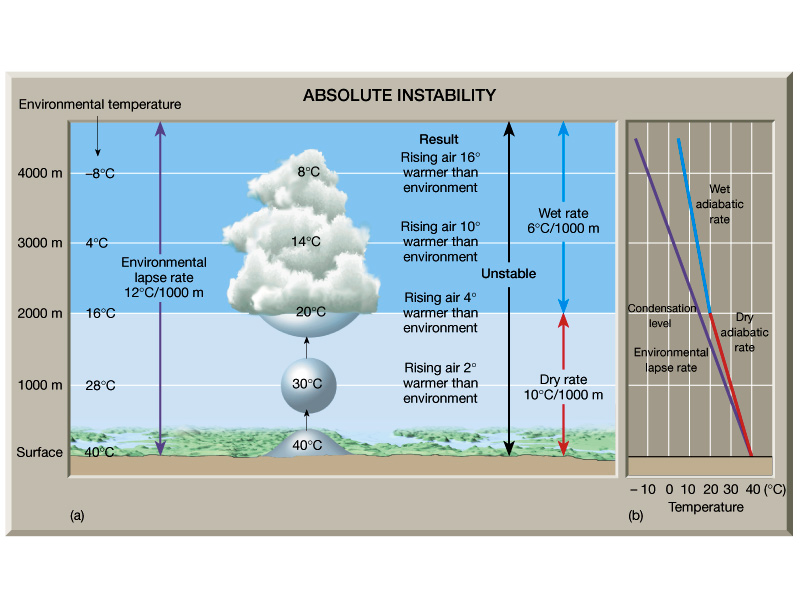 ABSOLUTE INSTABILITY
Environmental temperature
4000 m
3000 m
2000 m
1000 m
Surface
–8°C
4°C
16°C
28°C
40°C
Environmental
lapse rate
12°C/1000 m
8°C
14°C
20°C
30°C
40°C
Result
Rising air 16°
warmer than
environment
Rising air 10°
warmer than
environment
Rising air 4°
warmer than
environment
Rising air 2°
warmer than
environment
Unstable
Wet rate
6°C/1000 m
Dry rate
10°C/1000 m
(a)
Wet
adiabatic
rate
Condensation
level
Dry
adiabatic
rate
Environmental
lapse rate
– 10 0 10 20 30 40 (°C)
Temperature
(b)